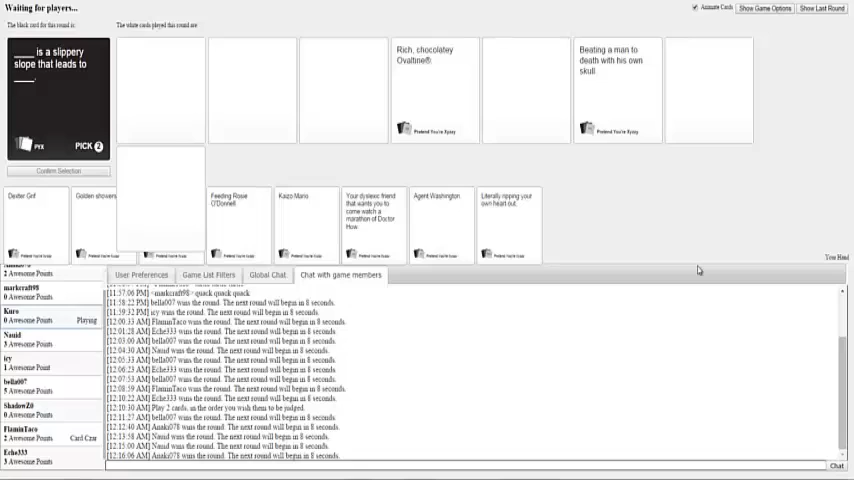 Waiting for players...
Animate Cards
Show Game Options
Show Last Round
The black card for this round is:
The white cards played this round are:
____ is a slippery
slope that leads to
____.
PYX
PICK 2
Rich, chocolatey
Ovaltine®.
Pretend You're Xyzzy
Beating a man to
death with his own
skull
Pretend You're Xyzzy
Confirm Selection
Dexter Grif
Golden showers
Feeding Rosie
O'Donnell
Kaizo Mario
Your dyslexic friend
that wants you to
come watch a
marathon of Doctor
How.
Agent Washington
Literally ripping your
own heart out.
Your Hand
User Preferences
Game List Filters
Global Chat
Chat with game members
2 Awesome Points
markcraft98
0 Awesome Points
Kuro
0 Awesome Points
Playing
Nauid
3 Awesome Points
icy
1 Awesome Point
bella007
5 Awesome Points
ShadowZ0
0 Awesome Points
FlaminTaco
2 Awesome Points
Card Czar
Eche333
3 Awesome Points
[11:57:06 PM] <markcraft98> quack quack quack
[11:58:22 PM] bella007 wins the round. The next round will begin in 8 seconds.
[11:59:32 PM] icy wins the round. The next round will begin in 8 seconds.
[12:00:33 AM] FlaminTaco wins the round. The next round will begin in 8 seconds.
[12:01:28 AM] Eche333 wins the round. The next round will begin in 8 seconds.
[12:03:00 AM] bella007 wins the round. The next round will begin in 8 seconds.
[12:04:30 AM] Nauid wins the round. The next round will begin in 8 seconds.
[12:05:33 AM] bella007 wins the round. The next round will begin in 8 seconds.
[12:06:23 AM] Eche333 wins the round. The next round will begin in 8 seconds.
[12:07:53 AM] bella007 wins the round. The next round will begin in 8 seconds.
[12:08:59 AM] FlaminTaco wins the round. The next round will begin in 8 seconds.
[12:10:22 AM] Eche333 wins the round. The next round will begin in 8 seconds.
[12:10:30 AM] Play 2 cards, in the order you wish them to be judged.
[12:11:27 AM] bella007 wins the round. The next round will begin in 8 seconds.
[12:12:40 AM] Anaki078 wins the round. The next round will begin in 8 seconds.
[12:13:58 AM] Nauid wins the round. The next round will begin in 8 seconds.
[12:15:00 AM] Nauid wins the round. The next round will begin in 8 seconds.
[12:16:06 AM] Anaki078 wins the round. The next round will begin in 8 seconds.
Chat